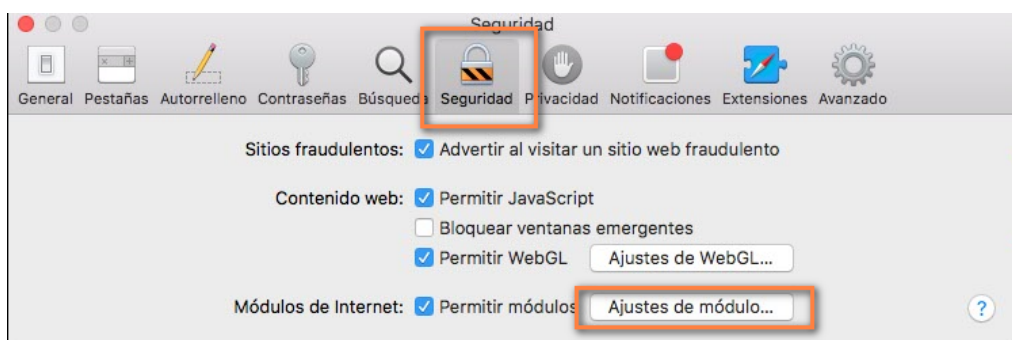 Seguridad
General Pestañas Autorrelleno Contraseñas Búsqueda Seguridad Privacidad Notificaciones Extensiones Avanzado
Sitios fraudulentos: Advertir al visitar un sitio web fraudulento
Contenido web: Permitir JavaScript
Bloquear ventanas emergentes
Permitir WebGL Ajustes de WebGL...
Módulos de Internet: Permitir módulos Ajustes de módulo... ?